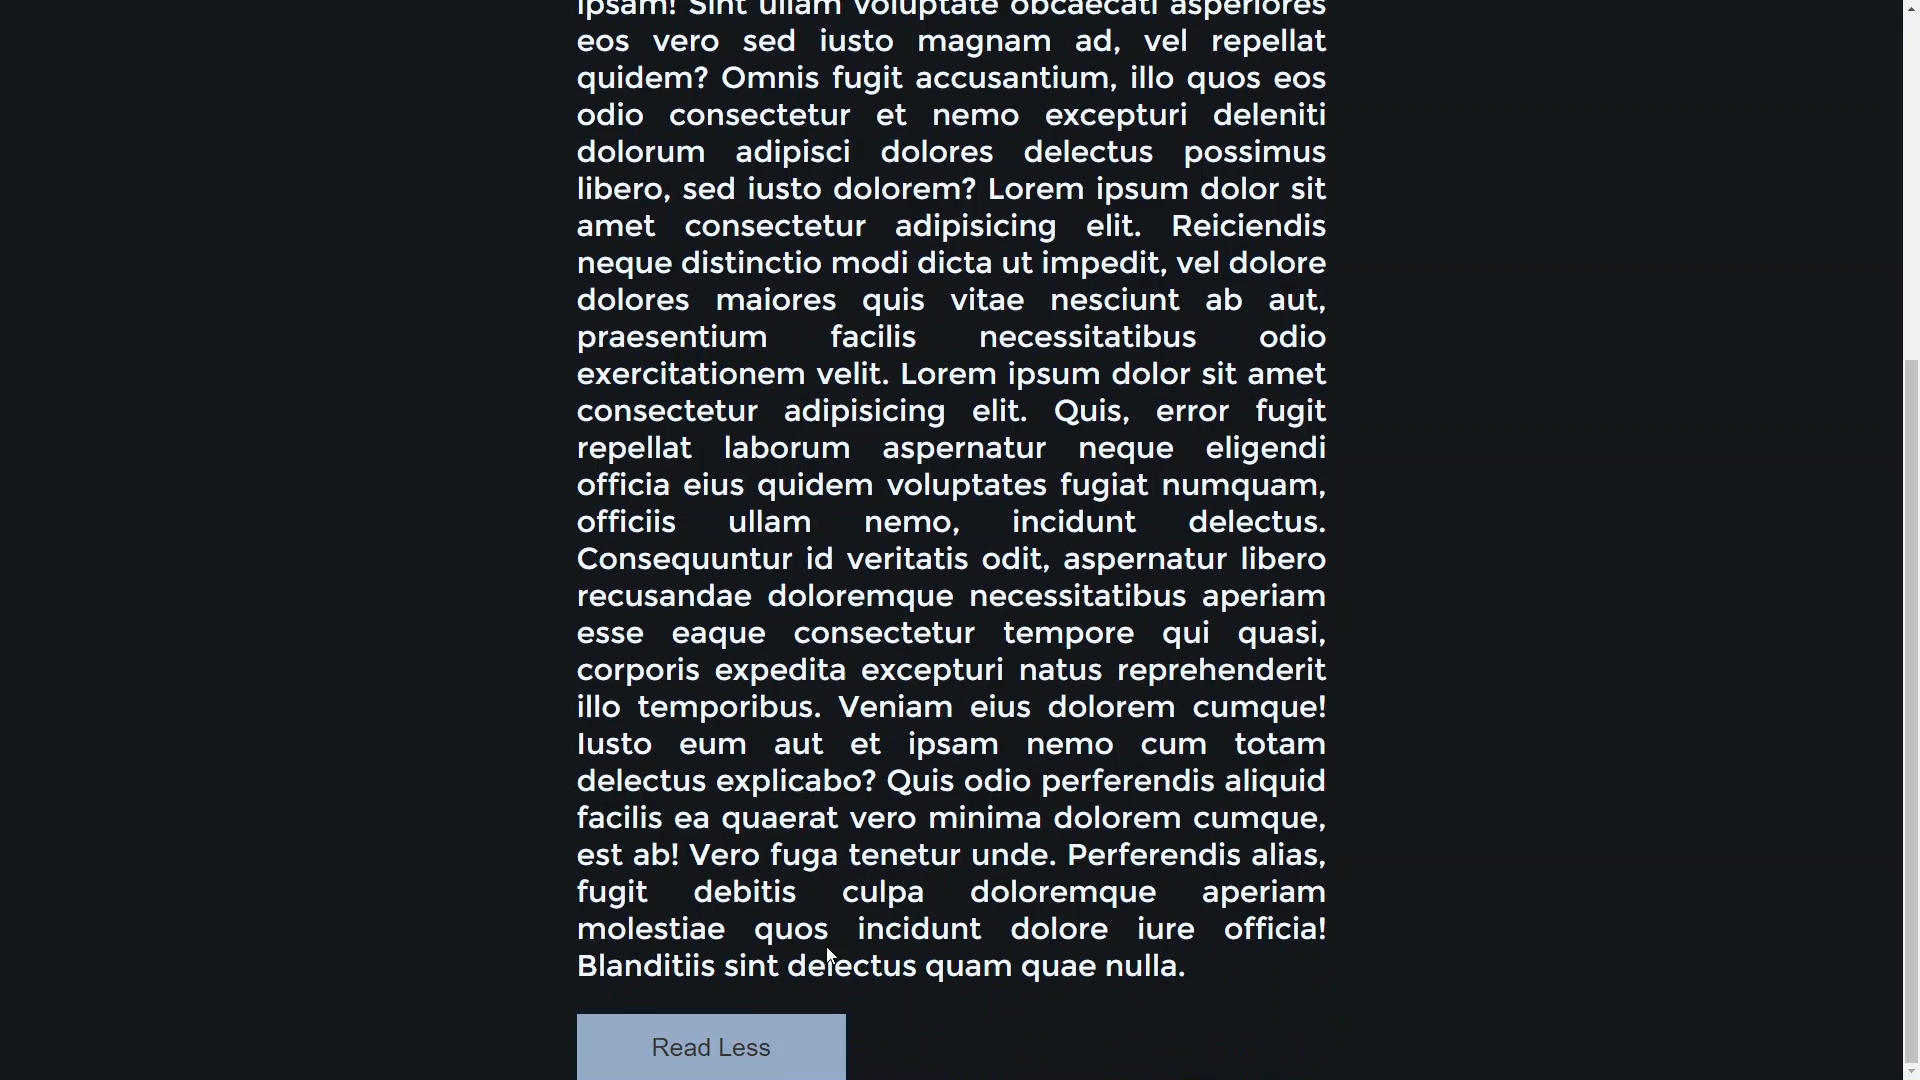 ipsam! Sint ullam voluptate obcaecati asperiores
eos vero sed iusto magnam ad, vel repellat
quidem? Omnis fugit accusantium, illo quos eos
odio consectetur et nemo excepturi deleniti
dolorum adipisci dolores delectus possimus
libero, sed iusto dolorem? Lorem ipsum dolor sit
amet consectetur adipisicing elit. Reiciendis
neque distinctio modi dicta ut impedit, vel dolore
dolores maiores quis vitae nesciunt ab aut,
praesentium facilis necessitatibus odio
exercitationem velit. Lorem ipsum dolor sit amet
consectetur adipisicing elit. Quis, error fugit
repellat laborum aspernatur neque eligendi
officia eius quidem voluptates fugiat numquam,
officiis ullam nemo, incidunt delectus.
Consequuntur id veritatis odit, aspernatur libero
recusandae doloremque necessitatibus aperiam
esse eaque consectetur tempore qui quasi,
corporis expedita excepturi natus reprehenderit
illo temporibus. Veniam eius dolorem cumque!
Iusto eum aut et ipsam nemo cum totam
delectus explicabo? Quis odio perferendis aliquid
facilis ea quaerat vero minima dolorem cumque,
est ab! Vero fuga tenetur unde. Perferendis alias,
fugit debitis culpa doloremque aperiam
molestiae quos incidunt dolore iure officia!
Blanditiis sint delectus quam quae nulla.
Read Less